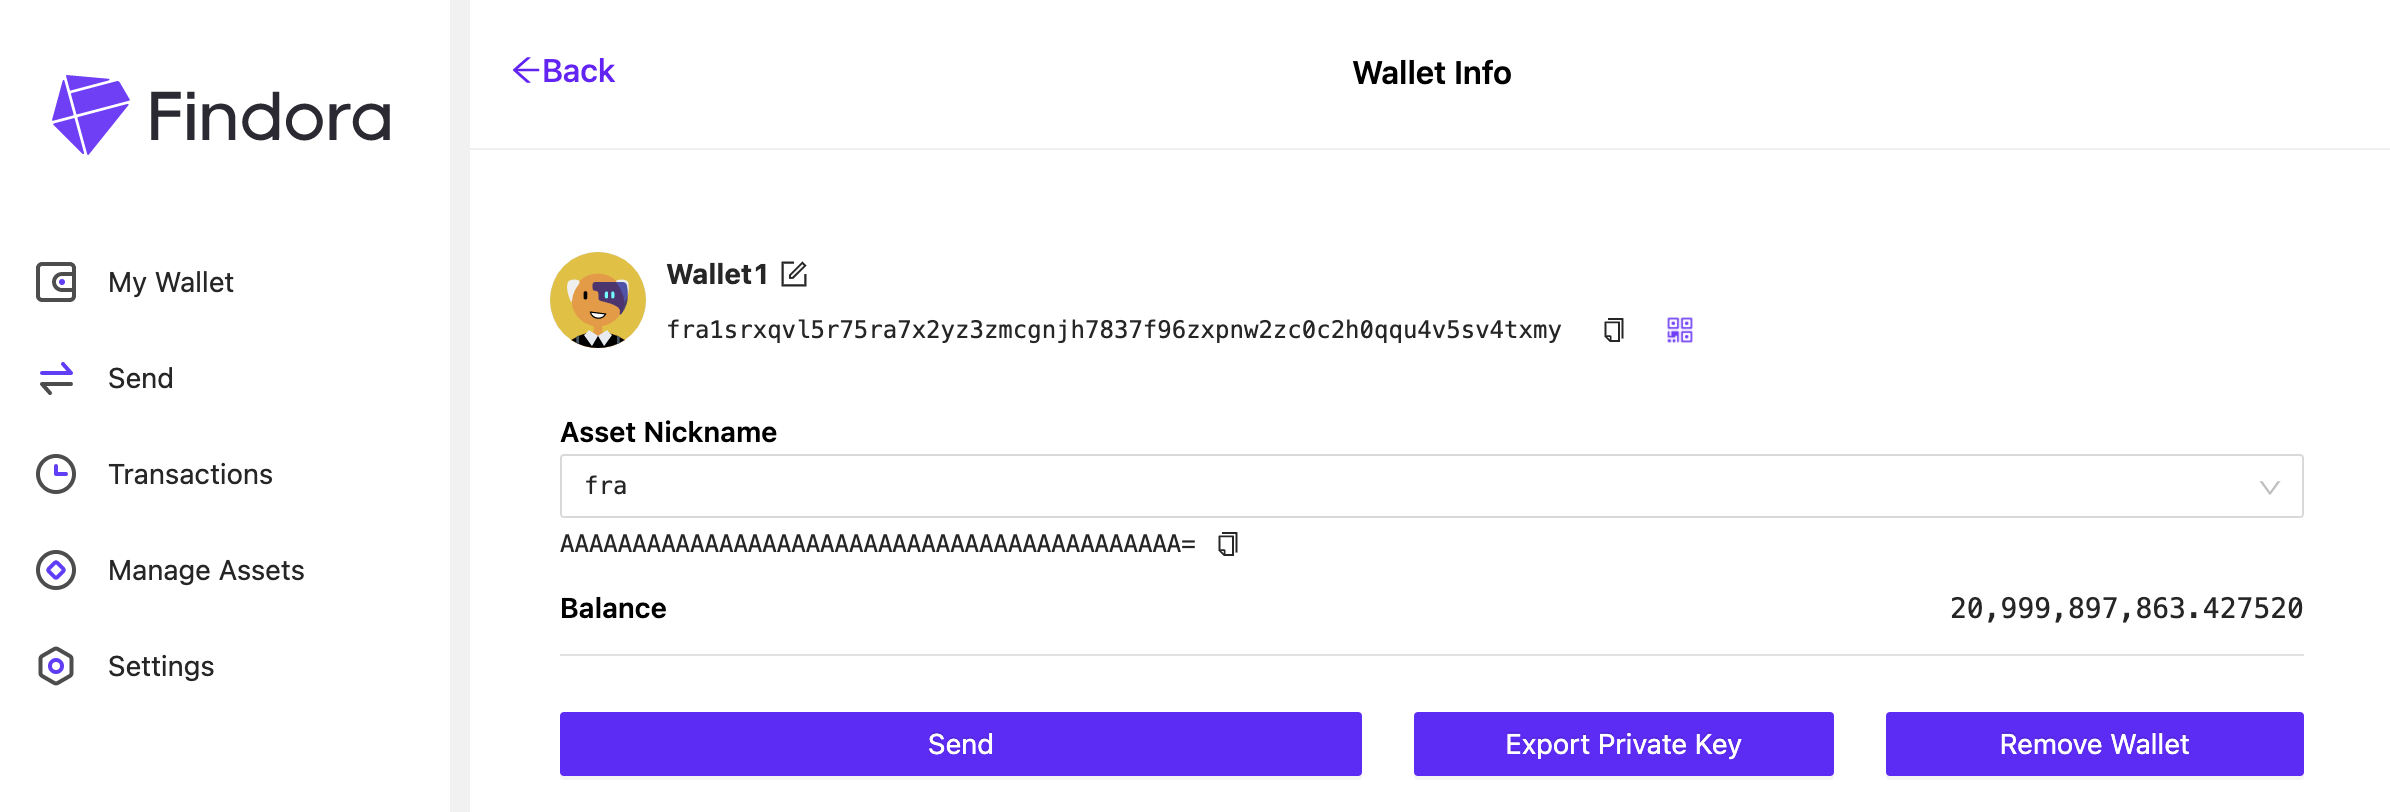 Findora
My Wallet
Send
Transactions
Manage Assets
Settings
Back
Wallet Info
Wallet1
fra1srxqvl5r75ra7x2yz3zmcgnjh7837f96zxpnw2zc0c2h0qqu4v5sv4txmy
Asset Nickname
fra
AAAAAAAAAAAAAAAAAAAAAAAAAAAAAAAAAAAAAAAAAAA=
Balance
20,999,897,863.427520
Send
Export Private Key
Remove Wallet